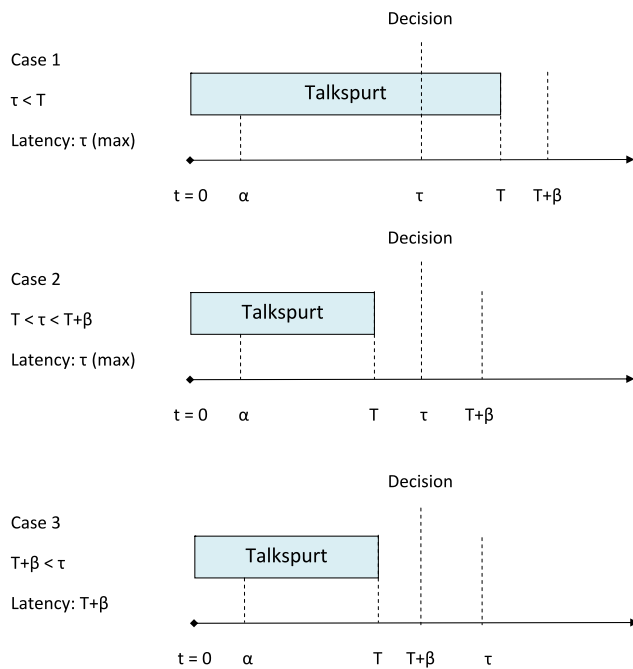 Decision
Case 1
Talkspurt
τ < T
Latency: τ (max)
t = 0 α τ T T+β
Decision
Case 2
Talkspurt
T < τ < T+β
Latency: τ (max)
t = 0 α T τ T+β
Decision
Case 3
Talkspurt
T+β < τ
Latency: T+β
t = 0 α T T+β τ